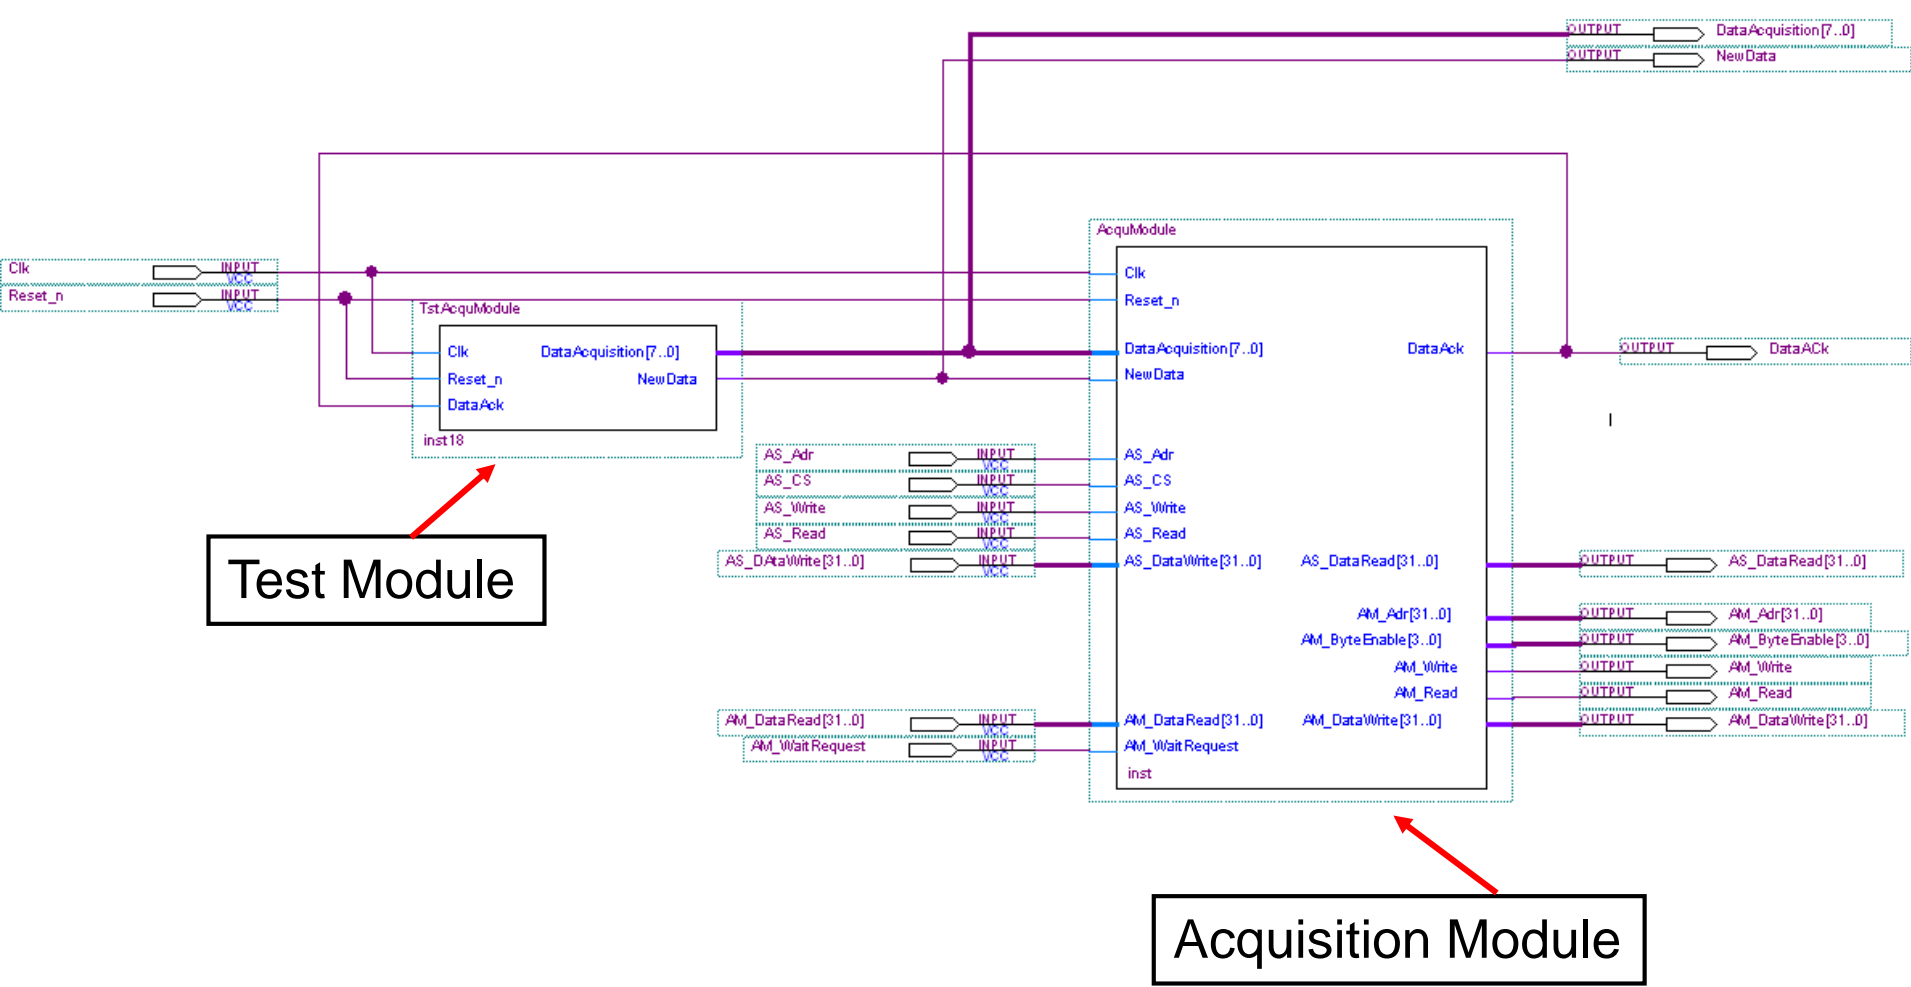 OUTPUT DataAcquisition[7..0]
OUTPUT NewData
AcquModule
Clk INPUT VCC
Reset_n INPUT VCC
Clk
Reset_n
TstAcquModule
Clk DataAcquisition[7..0]
Reset_n NewData
DataAck
inst18
DataAcquisition[7..0] DataAck
NewData
OUTPUT DataACk
AS_Adr INPUT VCC
AS_CS INPUT VCC
AS_Write INPUT VCC
AS_Read INPUT VCC
AS_DAtaWrite[31..0] INPUT VCC
AS_Adr
AS_CS
AS_Write
AS_Read
AS_DataWrite[31..0] AS_DataRead[31..0]
OUTPUT AS_DataRead[31..0]
AM_Adr[31..0]
AM_ByteEnable[3..0]
AM_Write
AM_Read
OUTPUT AM_Adr[31..0]
OUTPUT AM_ByteEnable[3..0]
OUTPUT AM_Write
OUTPUT AM_Read
AM_DataRead[31..0] INPUT VCC
AM_WaitRequest INPUT VCC
AM_DataRead[31..0] AM_DataWrite[31..0]
AM_WaitRequest
inst
OUTPUT AM_DataWrite[31..0]
Test Module
Acquisition Module